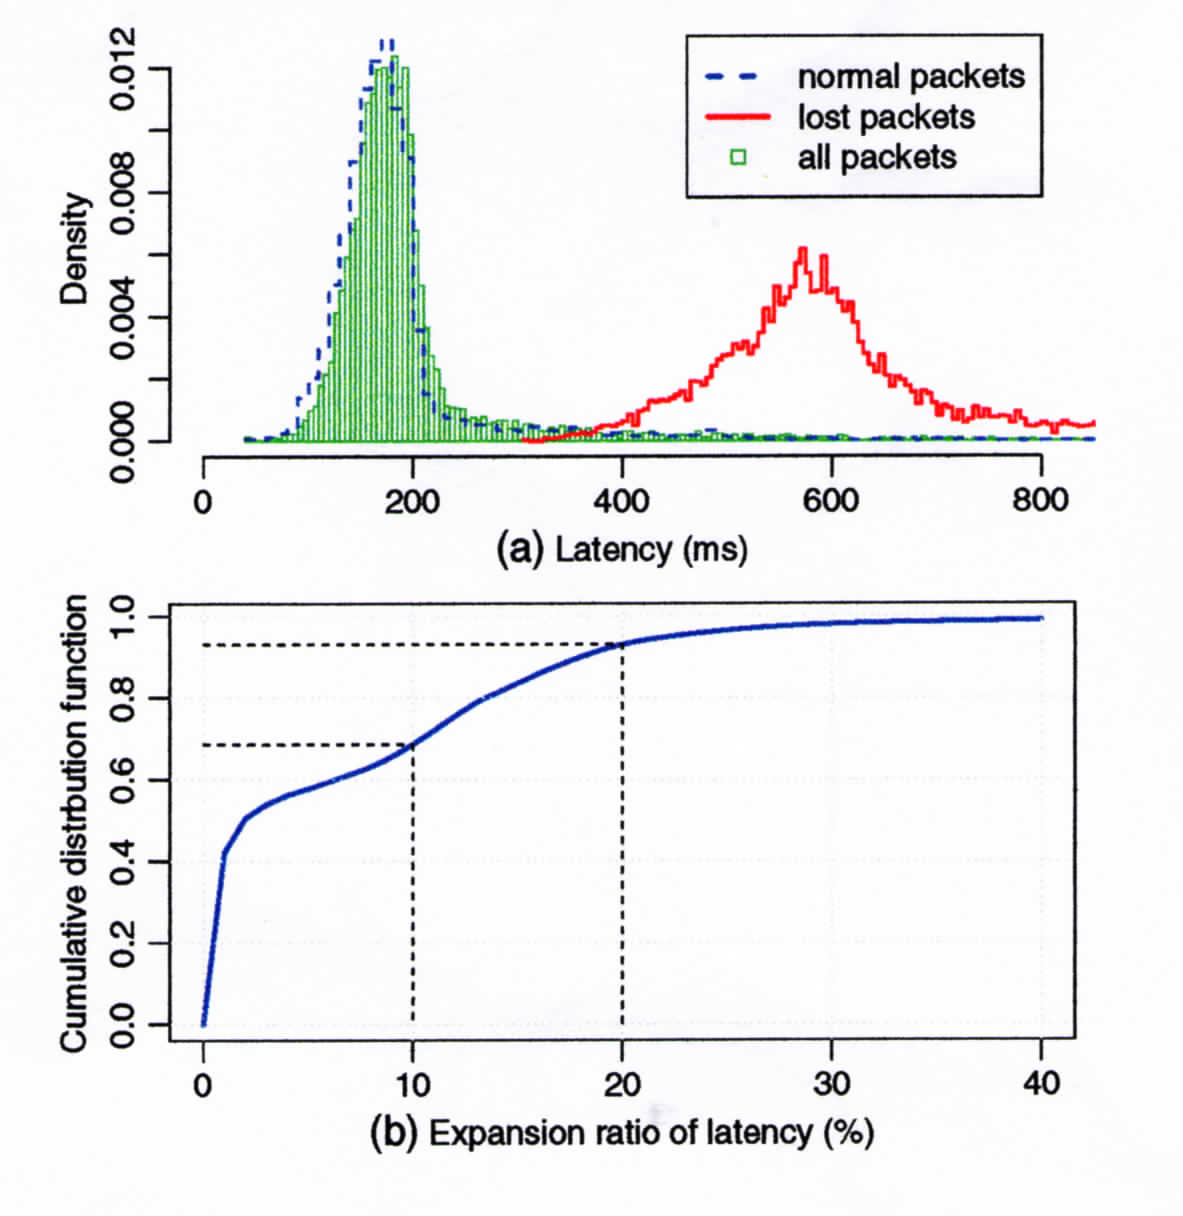 normal packets
lost packets
all packets
Density
0.000
0.004
0.008
0.012
0
200
400
600
800
(a) Latency (ms)
Cumulative distrbution function
0.0
0.2
0.4
0.6
0.8
1.0
0
10
20
30
40
(b) Expansion ratio of latency (%)